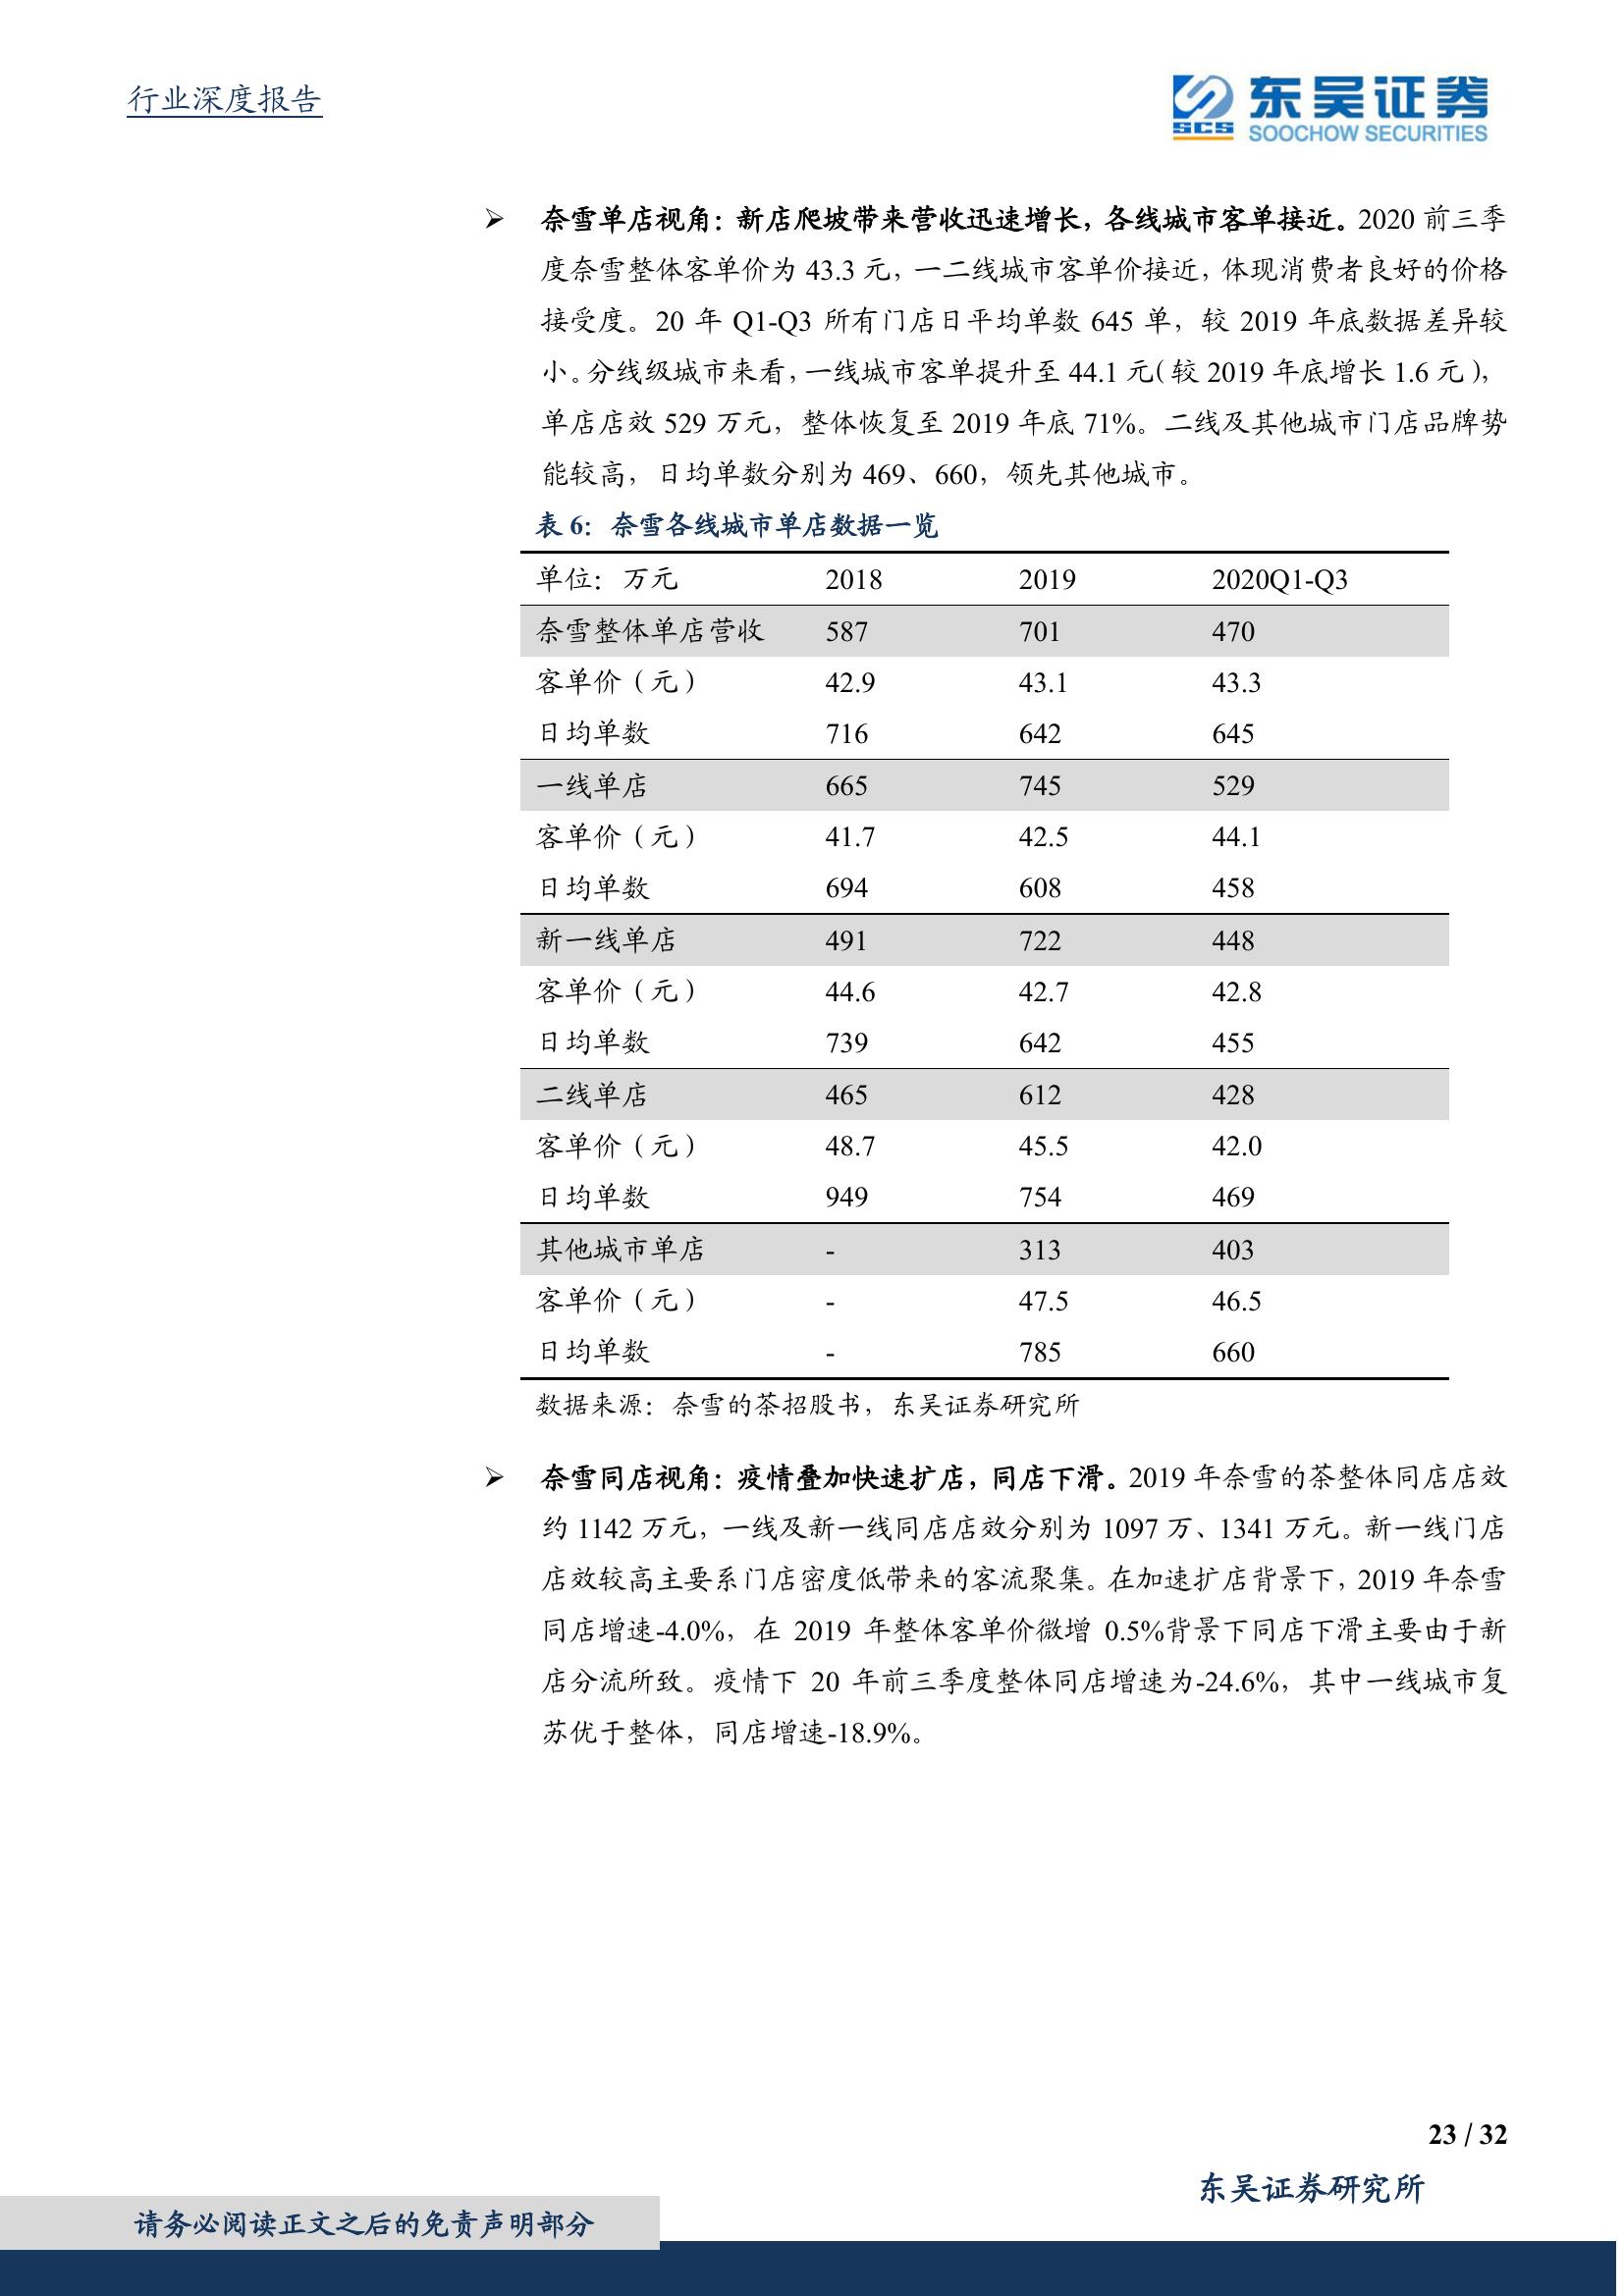 行业深度报告
SCS
东吴证券
SOOCHOW SECURITIES
➢ 奈雪单店视角：新店爬坡带来营收迅速增长，各线城市客单接近。2020 前三季
度奈雪整体客单价为 43.3 元，一二线城市客单价接近，体现消费者良好的价格
接受度。20 年 Q1-Q3 所有门店日平均单数 645 单，较 2019 年底数据差异较
小。分线级城市来看，一线城市客单提升至 44.1 元（较 2019 年底增长 1.6 元），
单店店效 529 万元，整体恢复至 2019 年底 71%。二线及其他城市门店品牌势
能较高，日均单数分别为 469、660，领先其他城市。
表 6：奈雪各线城市单店数据一览
单位：万元 2018 2019 2020Q1-Q3
奈雪整体单店营收 587 701 470
客单价（元） 42.9 43.1 43.3
日均单数 716 642 645
一线单店 665 745 529
客单价（元） 41.7 42.5 44.1
日均单数 694 608 458
新一线单店 491 722 448
客单价（元） 44.6 42.7 42.8
日均单数 739 642 455
二线单店 465 612 428
客单价（元） 48.7 45.5 42.0
日均单数 949 754 469
其他城市单店 - 313 403
客单价（元） - 47.5 46.5
日均单数 - 785 660
数据来源：奈雪的茶招股书，东吴证券研究所
➢ 奈雪同店视角：疫情叠加快速扩店，同店下滑。2019 年奈雪的茶整体同店店效
约 1142 万元，一线及新一线同店店效分别为 1097 万、1341 万元。新一线门店
店效较高主要系门店密度低带来的客流聚集。在加速扩店背景下，2019 年奈雪
同店增速-4.0%，在 2019 年整体客单价微增 0.5%背景下同店下滑主要由于新
店分流所致。疫情下 20 年前三季度整体同店增速为-24.6%，其中一线城市复
苏优于整体，同店增速-18.9%。
23 / 32
东吴证券研究所
请务必阅读正文之后的免责声明部分